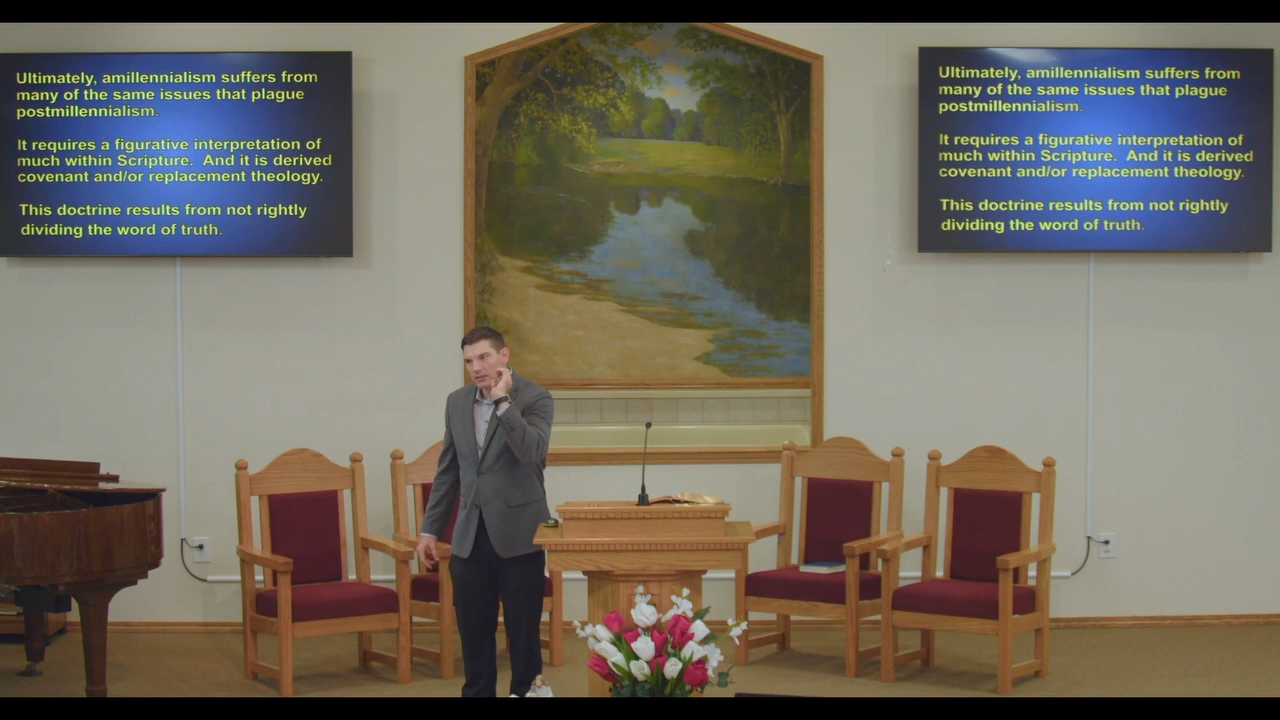 Ultimately, amillennialism suffers from
many of the same issues that plague
postmillennialism.
It requires a figurative interpretation of
much within Scripture. And it is derived
covenant and/or replacement theology.
This doctrine results from not rightly
dividing the word of truth.
Ultimately, amillennialism suffers from
many of the same issues that plague
postmillennialism.
It requires a figurative interpretation of
much within Scripture. And it is derived
covenant and/or replacement theology.
This doctrine results from not rightly
dividing the word of truth.